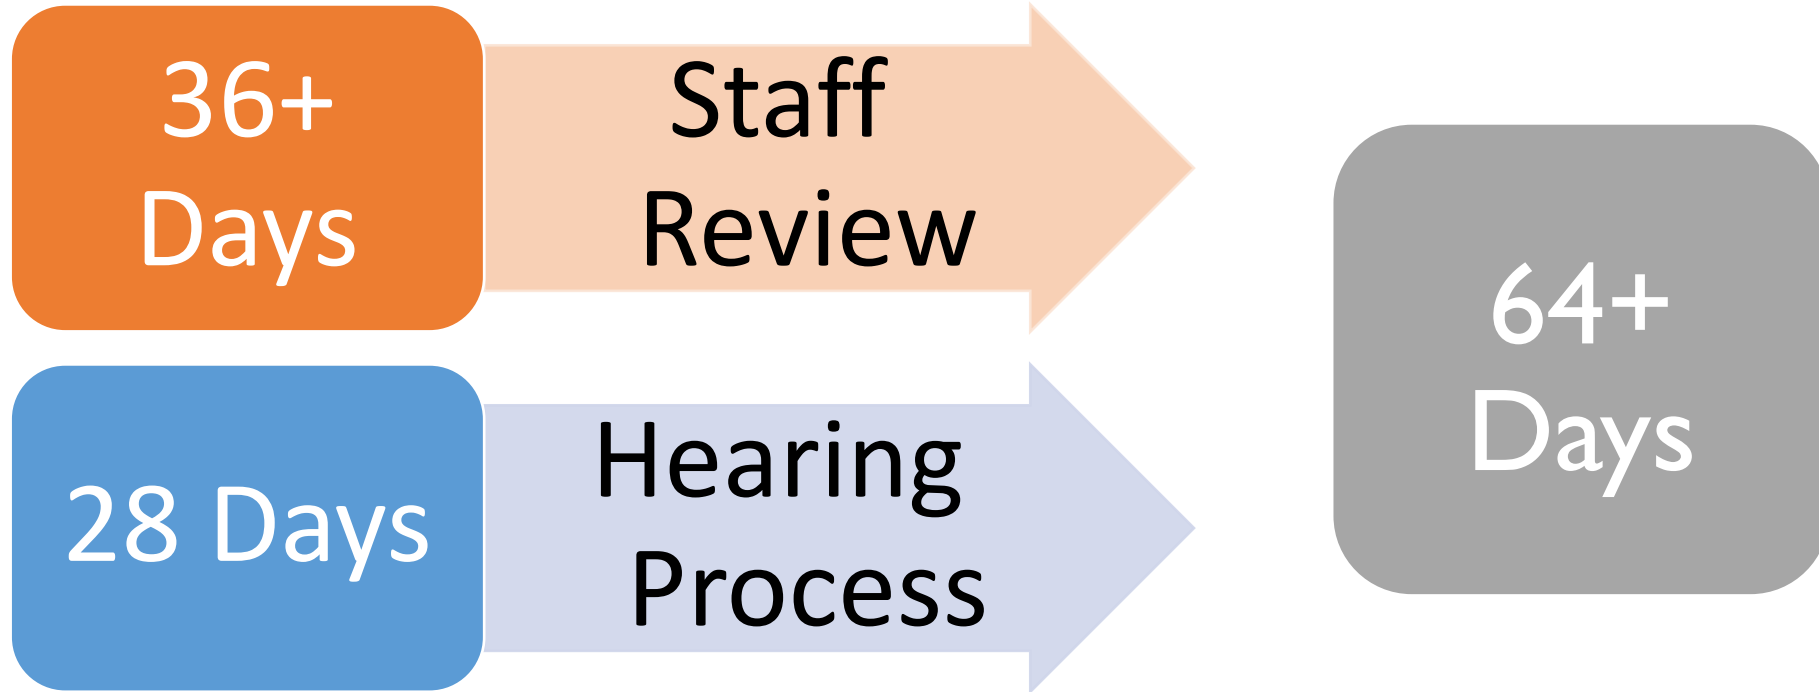 36+
Days
Staff
Review
28 Days
Hearing
Process
64+
Days